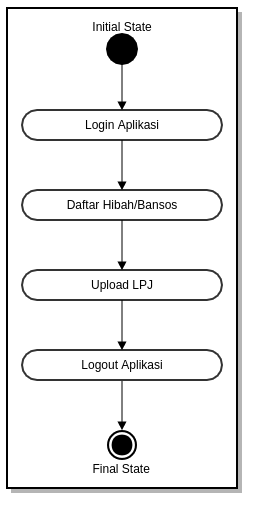 Initial State
Login Aplikasi
Daftar Hibah/Bansos
Upload LPJ
Logout Aplikasi
Final State